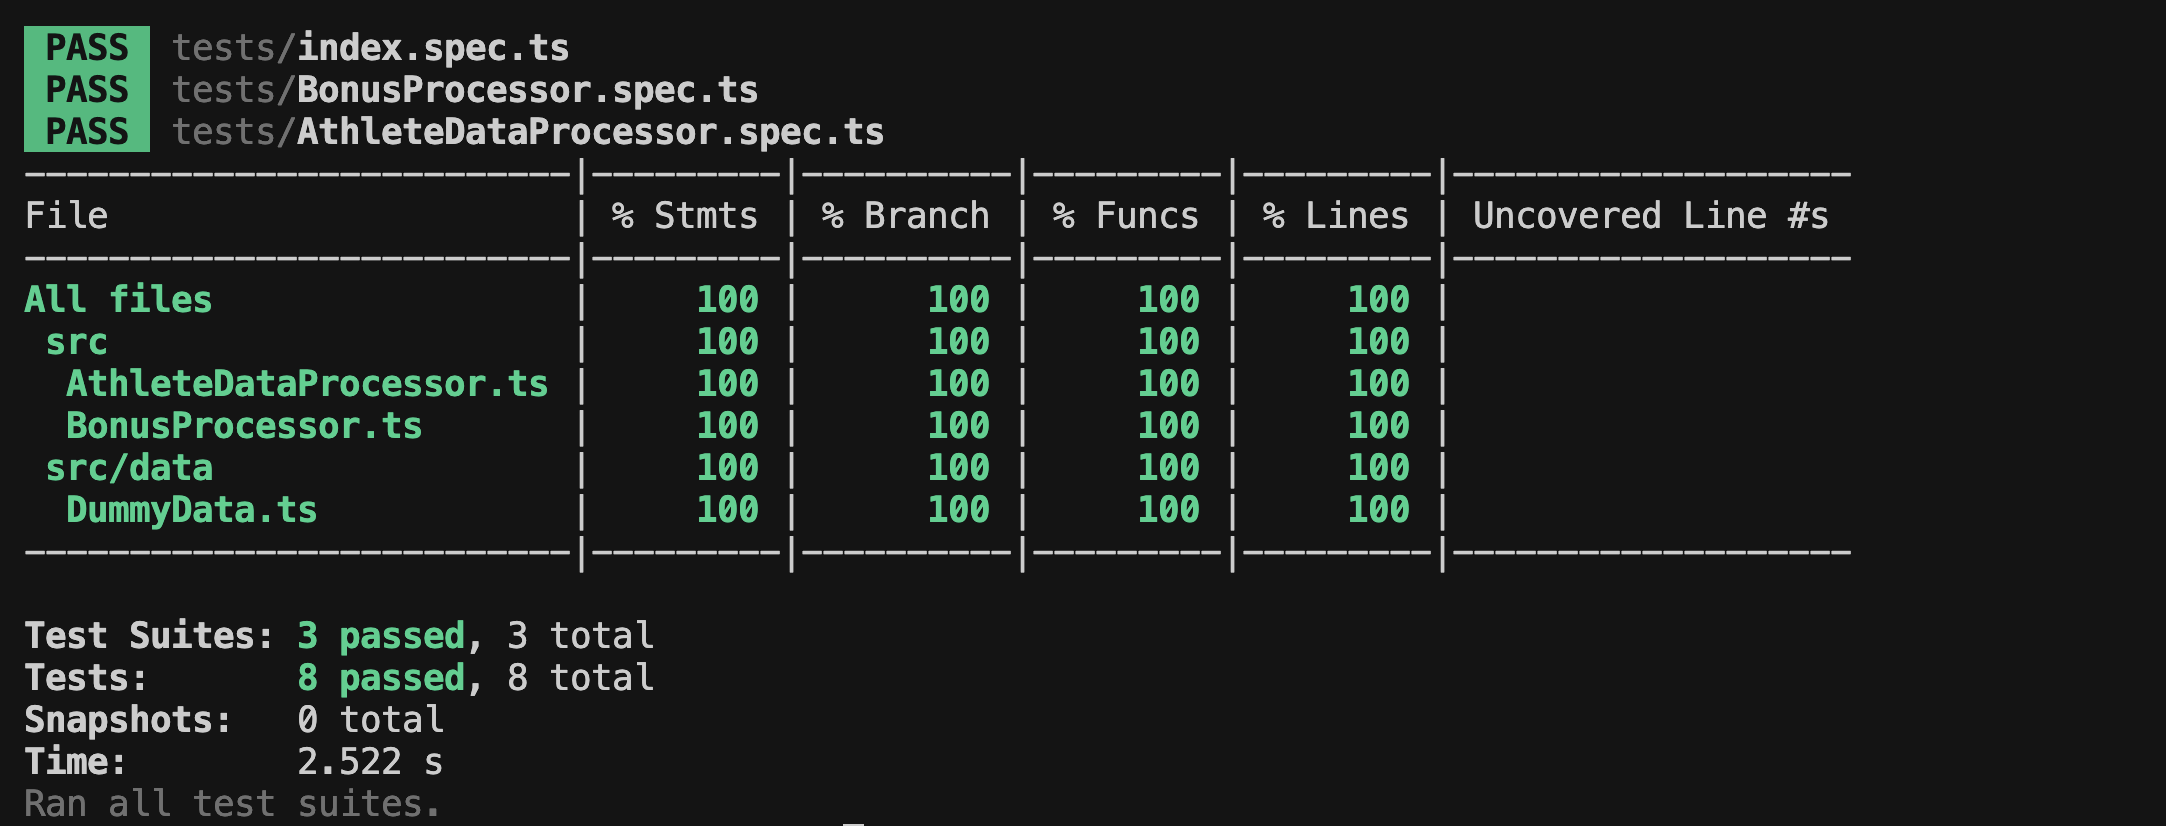 PASS tests/index.spec.ts
PASS tests/BonusProcessor.spec.ts
PASS tests/AthleteDataProcessor.spec.ts
--------------------------|---------|----------|---------|---------|-------------------
File                      | % Stmts | % Branch | % Funcs | % Lines | Uncovered Line #s
--------------------------|---------|----------|---------|---------|-------------------
All files                 |     100 |      100 |     100 |     100 |
 src                      |     100 |      100 |     100 |     100 |
  AthleteDataProcessor.ts |     100 |      100 |     100 |     100 |
  BonusProcessor.ts       |     100 |      100 |     100 |     100 |
 src/data                 |     100 |      100 |     100 |     100 |
  DummyData.ts            |     100 |      100 |     100 |     100 |
--------------------------|---------|----------|---------|---------|-------------------
Test Suites: 3 passed, 3 total
Tests:       8 passed, 8 total
Snapshots:   0 total
Time:        2.522 s
Ran all test suites.